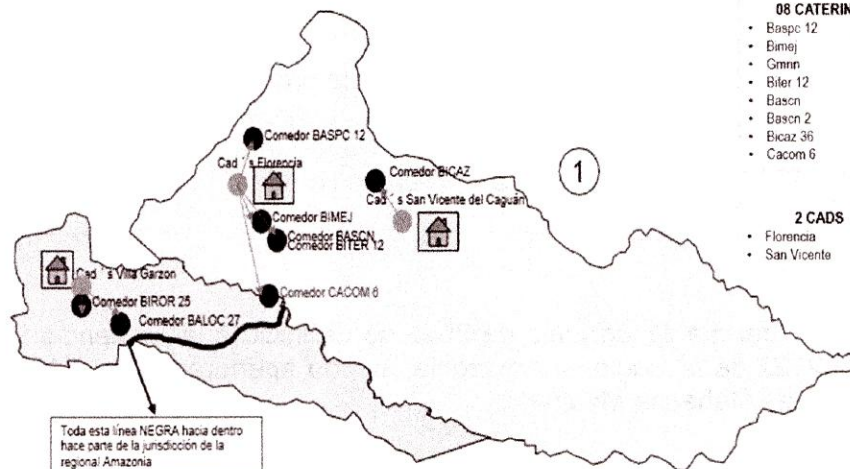 08 CATERIN
• Baspc 12
• Bimej
• Gmrin
• Biter 12
• Bascn
• Bascn 2
• Bicaz 36
• Cacom 6
Comedor BASPC 12
Cad´s Florencia
Comedor BICAZ
1
Cad´s San Vicente del Caguán
Comedor BIMEJ
Comedor BASCN
Comedor BITER 12
2 CADS
• Florencia
• San Vicente
Cad´s Villa Garzon
Comedor CACOM 6
Comedor BIROR 25
Comedor BALOC 27
Toda esta línea NEGRA hacia dentro
hace parte de la jurisdicción de la
regional Amazonia